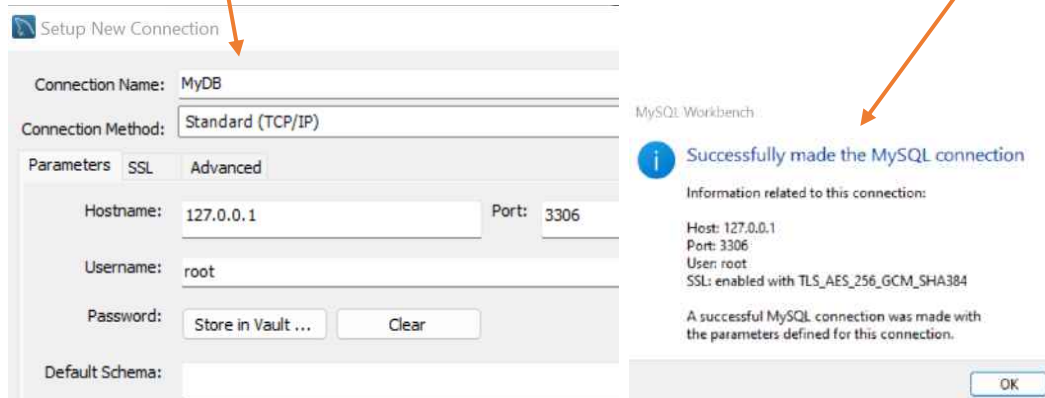 Setup New Connection
Connection Name: MyDB
Connection Method: Standard (TCP/IP)
Parameters SSL Advanced
Hostname: 127.0.0.1 Port: 3306
Username: root
Password: Store in Vault ... Clear
Default Schema:
MySQL Workbench
Successfully made the MySQL connection
Information related to this connection:
Host: 127.0.0.1
Port: 3306
User: root
SSL: enabled with TLS_AES_256_GCM_SHA384
A successful MySQL connection was made with
the parameters defined for this connection.
OK